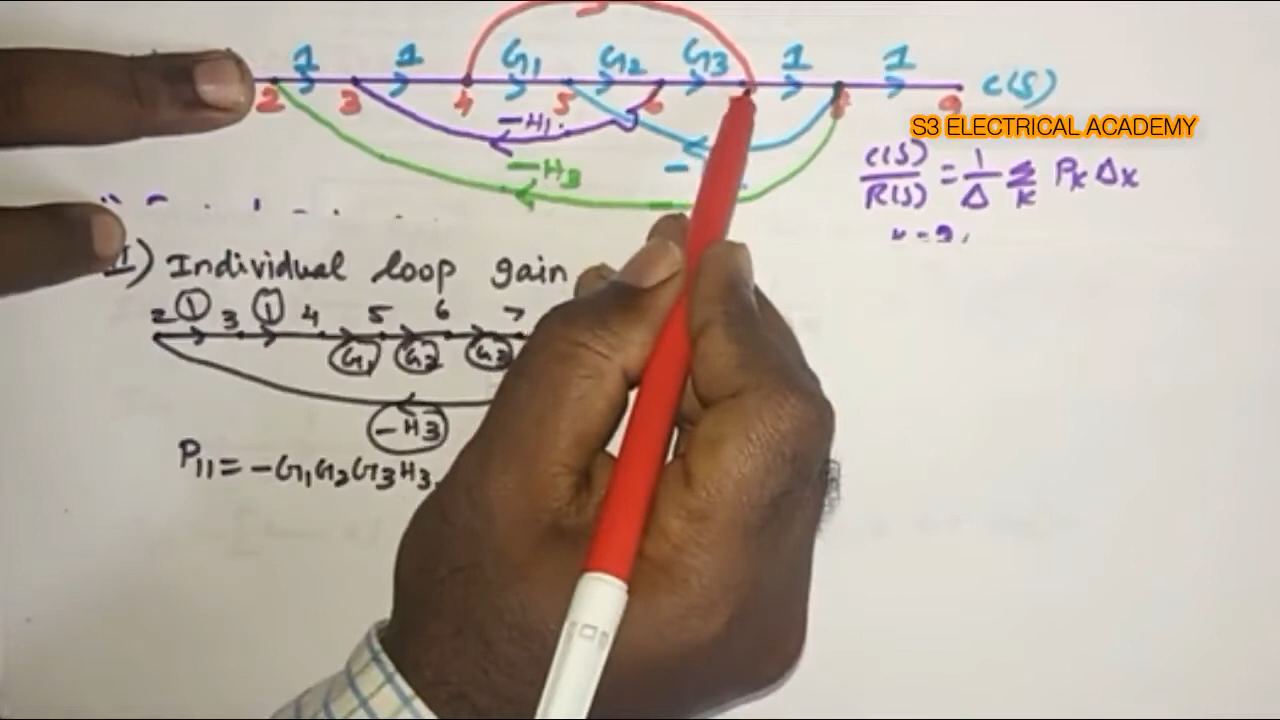 1 1 G1 G2 G3 1 1
2 3 4 5 6 8 9 C(S)
-H1
-H3
S3 ELECTRICAL ACADEMY
C(S)/R(S) = 1/Δ Σ K PK ΔK
II) Individual loop gain
2 1 3 1 4 5 6 7
G1 G2 G3
-H3
P11 = -G1G2G3H3